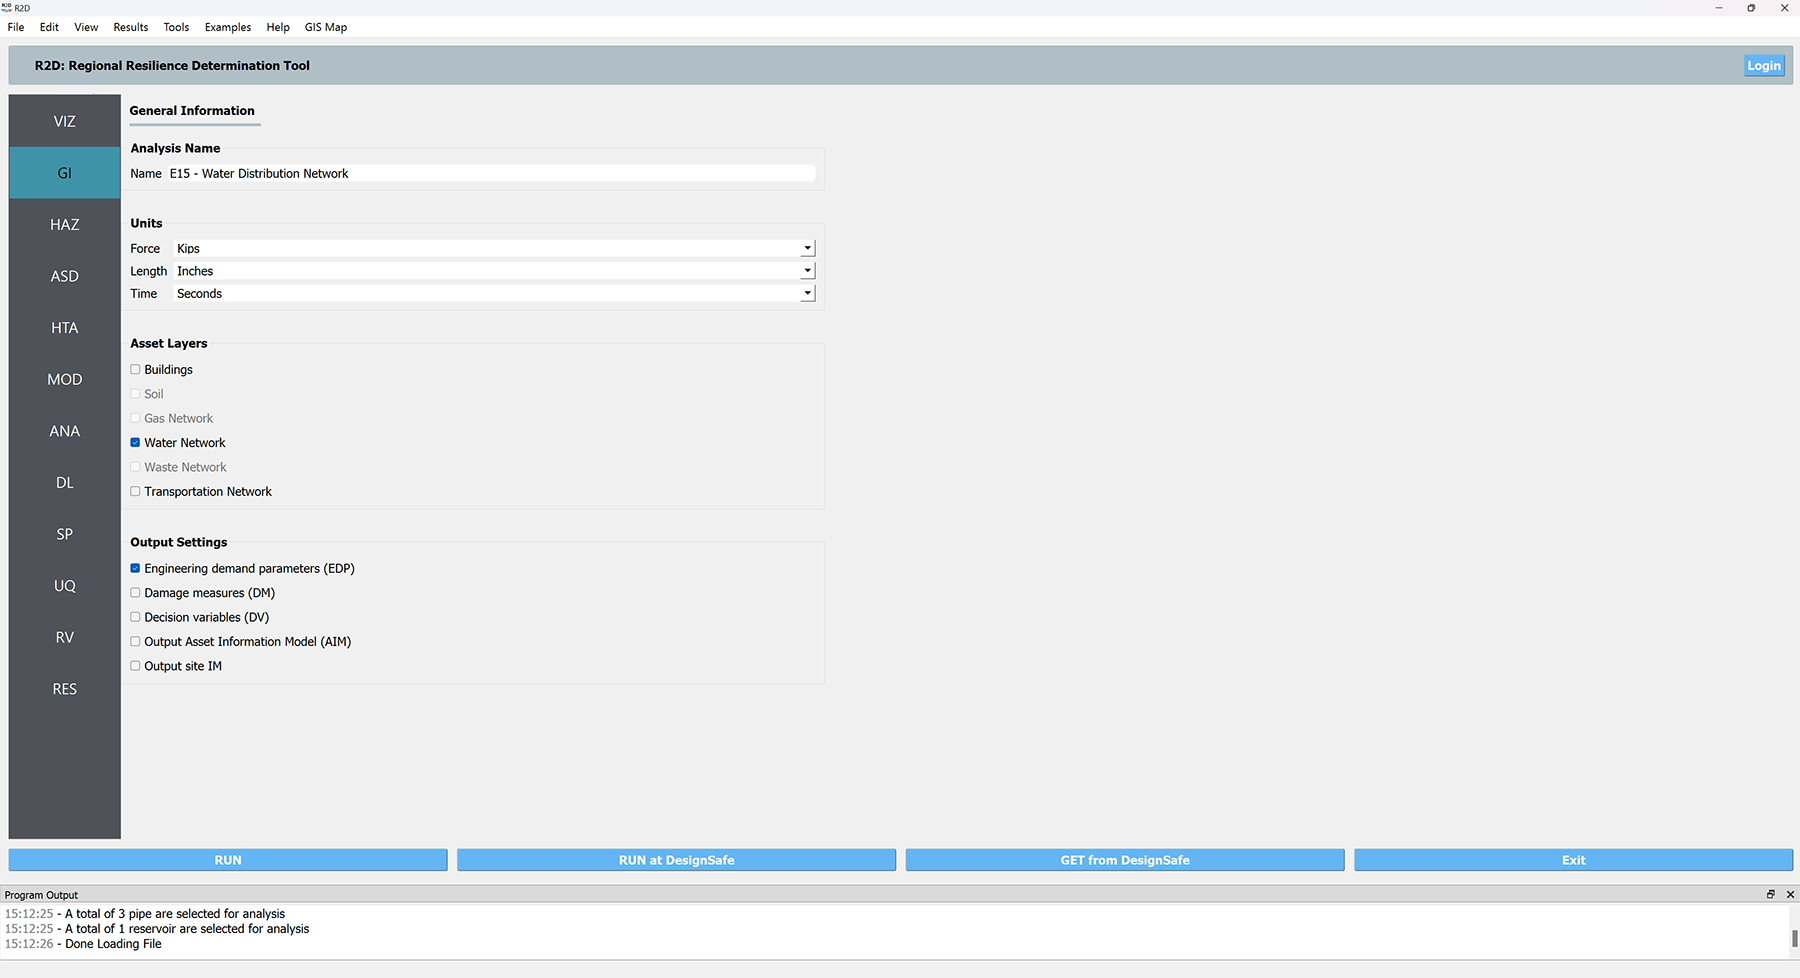 R2D
File Edit View Results Tools Examples Help GIS Map
R2D: Regional Resilience Determination Tool
Login
VIZ
GI
HAZ
ASD
HTA
MOD
ANA
DL
SP
UQ
RV
RES
General Information
Analysis Name
Name E15 - Water Distribution Network
Units
Force Kips
Length Inches
Time Seconds
Asset Layers
Buildings
Soil
Gas Network
Water Network
Waste Network
Transportation Network
Output Settings
Engineering demand parameters (EDP)
Damage measures (DM)
Decision variables (DV)
Output Asset Information Model (AIM)
Output site IM
RUN
RUN at DesignSafe
GET from DesignSafe
Exit
Program Output
15:12:25 - A total of 3 pipe are selected for analysis
15:12:25 - A total of 1 reservoir are selected for analysis
15:12:26 - Done Loading File